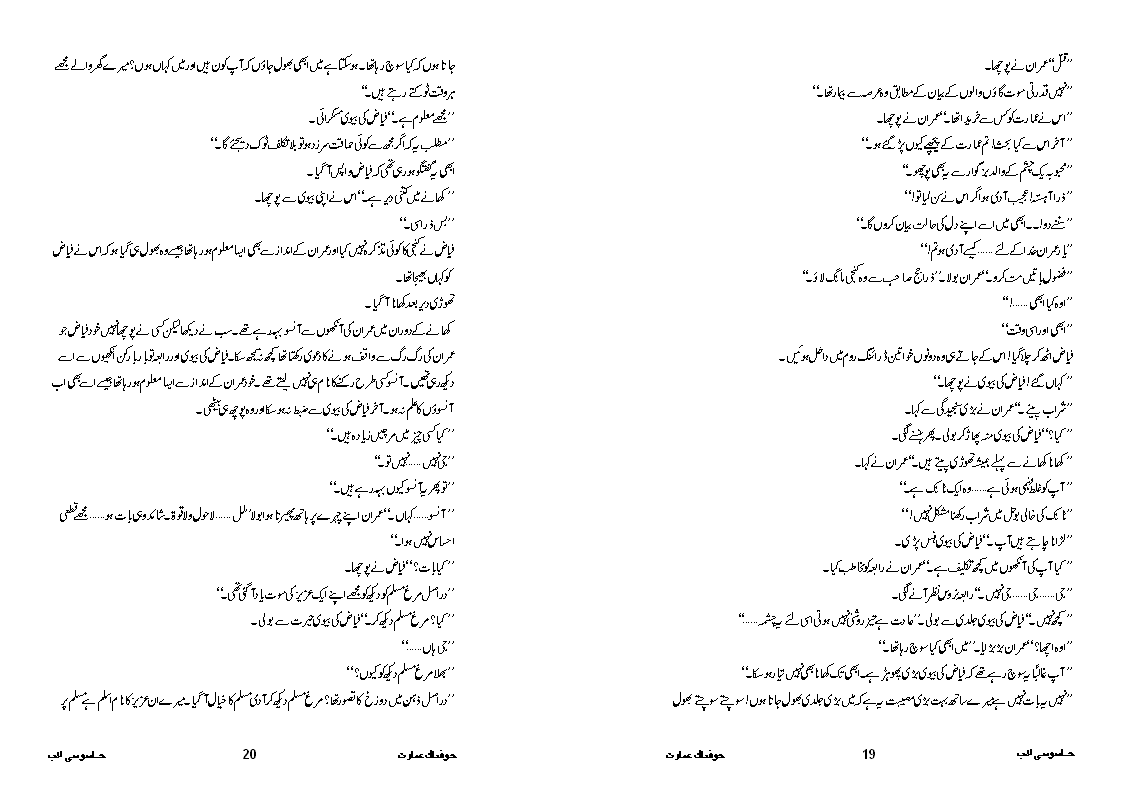 ”قتل“ عمران نے پوچھا۔
”نہیں قدرتی موت گاؤں والوں کے بیان کے مطابق وہ عرصہ سے بیمار تھا۔“
”اس نے عمارت کو کس سے خریدا تھا۔“ عمران نے پوچھا۔
”آخر اس سے کیا بحث! تم عمارت کے پیچھے کیوں پڑ گئے ہو۔“
”محبوبہ یک چشم کے والد بزرگوار سے یہ بھی پوچھو۔“
”ذرا آہستہ! عجیب آدمی ہو اگر اس نے سن لیا تو!“
”سننے دو!۔۔ ابھی میں اسے اپنے دل کی حالت بیان کروں گا۔“
”یار عمران خدا کے لئے ...... کیسے آدمی ہو تم!“
”فضول باتیں مت کرو۔“ عمران بولا۔ ”ذرا جج صاحب سے وہ کنجی مانگ لاؤ۔“
”اوہ کیا ابھی ......!“
”ابھی اور اسی وقت“
فیاض اٹھ کر چلا گیا! اس کے جاتے ہی وہ دونوں خواتین ڈرائنگ روم میں داخل ہوئیں۔
”کہاں گئے! فیاض کی بیوی نے پوچھا۔“
”شراب پینے۔“ عمران نے بڑی سنجیدگی سے کہا۔
”کیا؟“ فیاض کی بیوی منہ پھاڑ کر بولی۔ پھر ہنسنے لگی۔
”کھانا کھانے سے پہلے ہمیشہ تھوڑی پیتے ہیں۔“ عمران نے کہا۔
”آپ کو غلط فہمی ہوئی ہے...... وہ ایک ٹانک ہے۔“
”ٹانک کی خالی بوتل میں شراب رکھنا مشکل نہیں!“
”لڑانا چاہتے ہیں آپ۔“ فیاض کی بیوی ہنس پڑی۔
”کیا آپ کی آنکھوں میں کچھ تکلیف ہے۔“ عمران نے رابعہ کو مخاطب کیا۔
”جی...... جی...... جی نہیں۔“ رابعہ نروس نظر آنے لگی۔
”کچھ نہیں۔“ فیاض کی بیوی جلدی سے بولی۔ ”عادت ہے تیز روشنی نہیں ہوتی اسی لئے یہ چشمہ......“
”اوہ اچھا؟“ عمران بڑبڑایا۔ ”میں ابھی کیا سوچ رہا تھا۔“
”آپ غالباً یہ سوچ رہے تھے کہ فیاض کی بیوی بڑی پھوہڑ ہے۔ ابھی تک کھانا بھی نہیں تیار ہو سکا۔“
”نہیں یہ بات نہیں ہے میرے ساتھ بہت بڑی مصیبت یہ ہے کہ میں بڑی جلدی بھول جاتا ہوں! سوچتے سوچتے بھول
جاسوسی ادب
19
خوفناک عمارت
جاتا ہوں کہ کیا سوچ رہا تھا۔ ہو سکتا ہے میں ابھی بھول جاؤں کہ آپ کون ہیں اور میں کہاں ہوں؟ میرے گھر والے مجھے
ہر وقت ٹوکتے رہتے ہیں۔“
”مجھے معلوم ہے۔“ فیاض کی بیوی مسکرائی۔
”مطلب یہ کہ اگر مجھ سے کوئی حماقت سرزد ہو تو بلا تکلف ٹوک دیجئے گا۔“
ابھی یہ گفتگو ہو رہی تھی کہ فیاض واپس آ گیا۔
”کھانے میں کتنی دیر ہے۔“ اس نے اپنی بیوی سے پوچھا۔
”بس ذرا سی۔“
فیاض نے کنجی کا کوئی تذکرہ نہیں کیا اور عمران کے انداز سے بھی ایسا معلوم ہو رہا تھا جیسے وہ بھول ہی گیا ہو کہ اس نے فیاض
کو کہاں بھیجا تھا۔
تھوڑی دیر بعد کھانا آ گیا۔
کھانے کے دوران میں عمران کی آنکھوں سے آنسو بہہ رہے تھے۔ سب نے دیکھا لیکن کسی نے پوچھا نہیں خود فیاض جو
عمران کی رگ رگ سے واقف ہونے کا دعویٰ رکھتا تھا کچھ نہ سمجھ سکا۔ فیاض کی بیوی اور رابعہ تو بار بار کن انکھیوں سے اسے
دیکھ رہی تھیں۔ آنسو کسی طرح رکنے کا نام ہی نہیں لیتے تھے۔ خود عمران کے انداز سے ایسا معلوم ہو رہا تھا جیسے اسے بھی اب
آنسوؤں کا علم نہ ہو۔ آخر فیاض کی بیوی سے ضبط نہ ہو سکا اور وہ پوچھ ہی بیٹھی۔
”کیا کسی چیز میں مرچیں زیادہ ہیں۔“
”جی نہیں ...... نہیں تو۔“
”تو پھر یہ آنسو کیوں بہہ رہے ہیں۔“
”آنسو...... کہاں۔“ عمران اپنے چہرے پر ہاتھ پھیرتا ہوا بولا ”لل ...... لاحول ولا قوۃ۔ شائد وہی بات ہو...... مجھے قطعی
احساس نہیں ہوا۔“
”کیا بات؟“ فیاض نے پوچھا۔
”دراصل مرغ مسلم کو دیکھ کر مجھے اپنے ایک عزیز کی موت یاد آ گئی تھی۔“
”کیا؟ مرغ مسلم دیکھ کر۔“ فیاض کی بیوی حیرت سے بولی۔
”جی ہاں......“
”بھلا مرغ مسلم دیکھ کو کیوں؟“
”دراصل ذہن میں دوزخ کا تصور تھا؟ مرغ مسلم دیکھ کر آدمی مسلم کا خیال آ گیا۔ میرے ان عزیز کا نام اسلم ہے مسلم پر
جاسوسی ادب
20
خوفناک عمارت